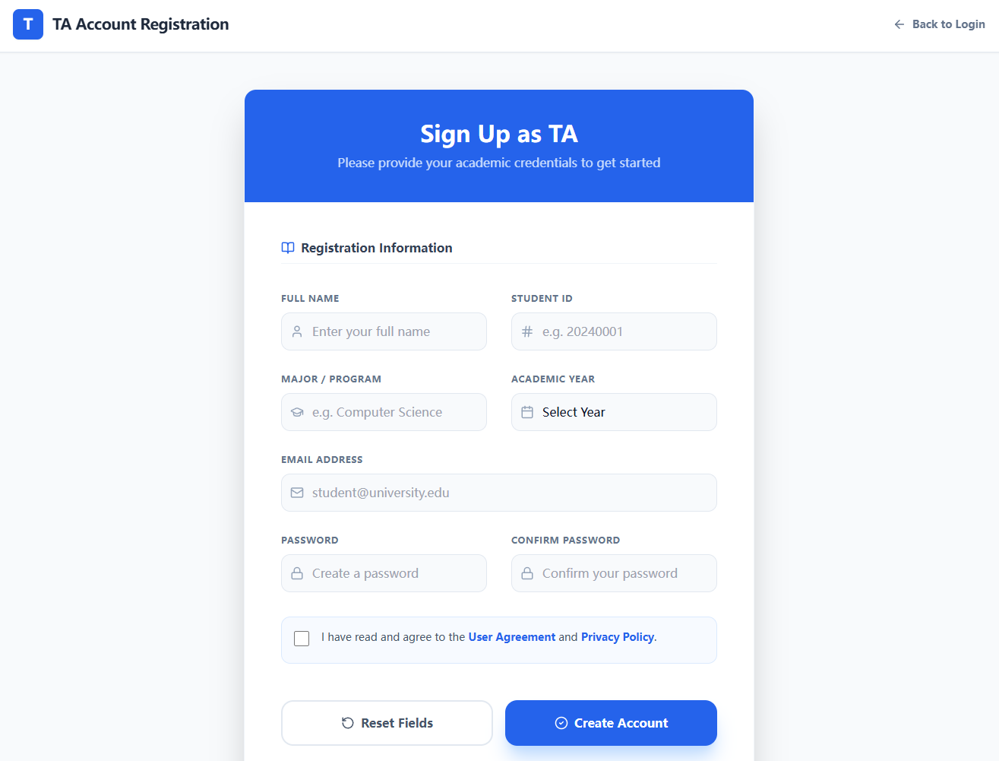 T TA Account Registration
Back to Login
Sign Up as TA
Please provide your academic credentials to get started
Registration Information
FULL NAME
Enter your full name
STUDENT ID
e.g. 20240001
MAJOR / PROGRAM
e.g. Computer Science
ACADEMIC YEAR
Select Year
EMAIL ADDRESS
student@university.edu
PASSWORD
Create a password
CONFIRM PASSWORD
Confirm your password
I have read and agree to the User Agreement and Privacy Policy.
Reset Fields
Create Account